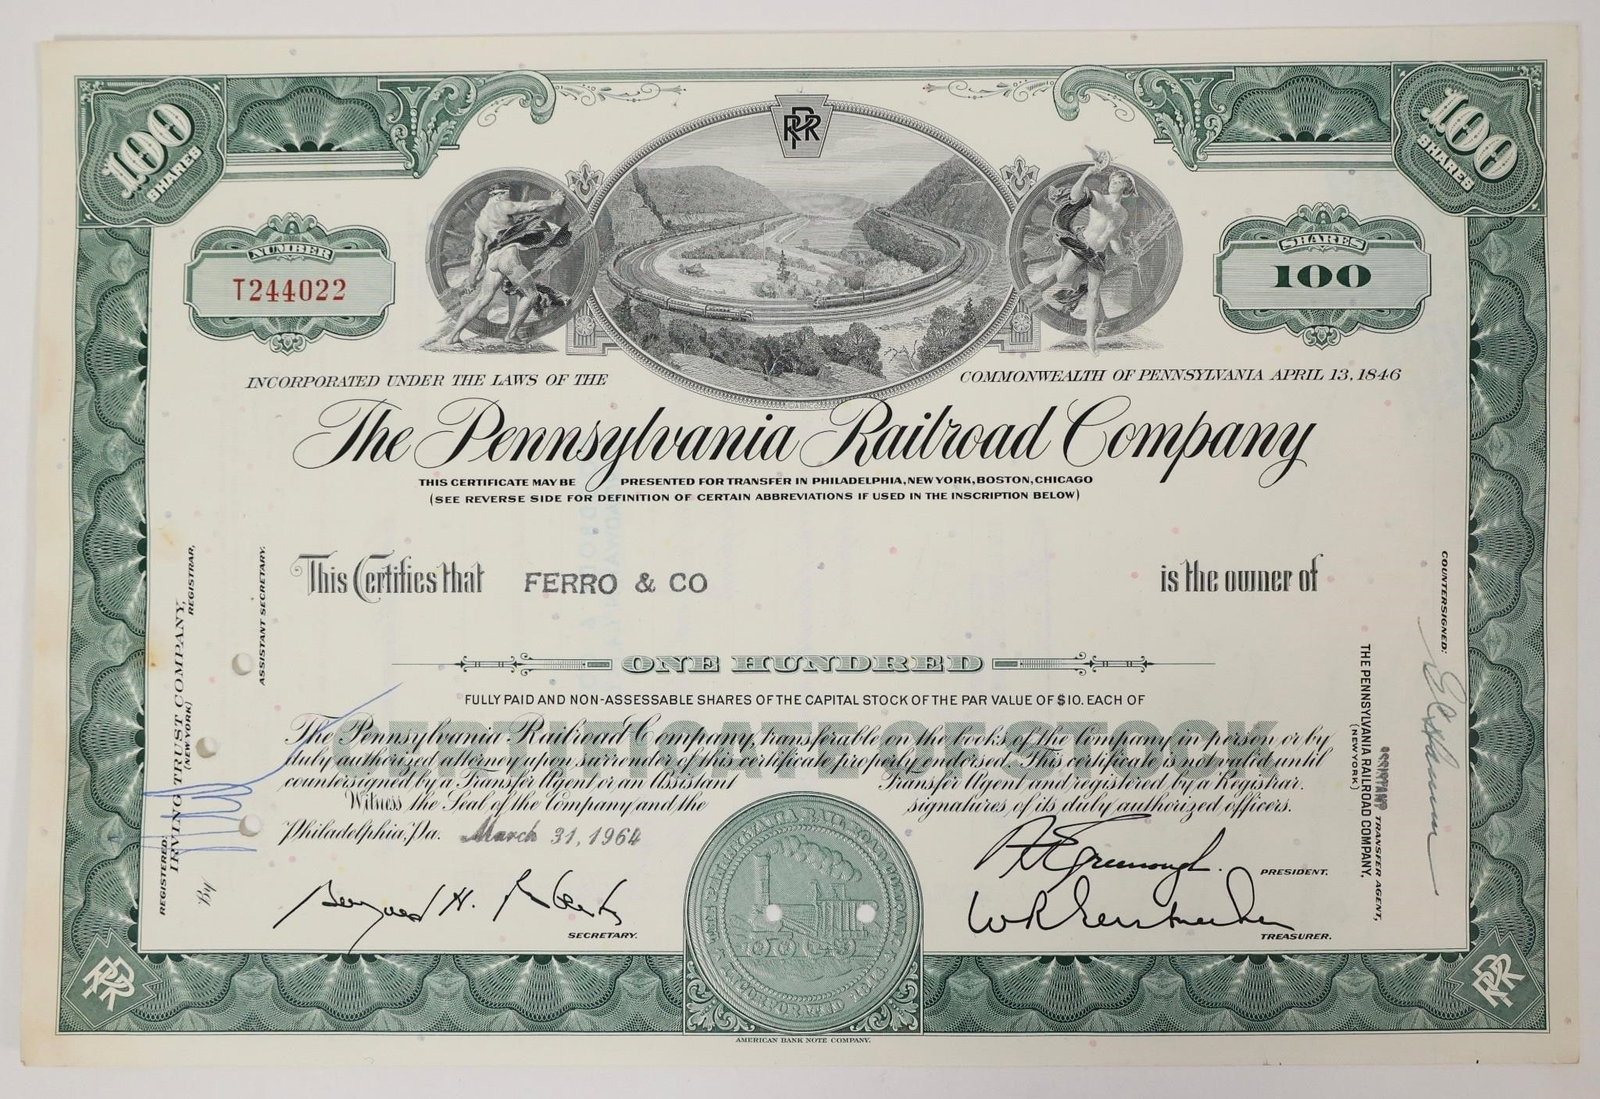 100 SHARES
PRR
100 SHARES
NUMBER
T244022
SHARES
100
INCORPORATED UNDER THE LAWS OF THE COMMONWEALTH OF PENNSYLVANIA APRIL 13, 1846
The Pennsylvania Railroad Company
THIS CERTIFICATE MAY BE PRESENTED FOR TRANSFER IN PHILADELPHIA, NEW YORK, BOSTON, CHICAGO
(SEE REVERSE SIDE FOR DEFINITION OF CERTAIN ABBREVIATIONS IF USED IN THE INSCRIPTION BELOW)
This Certifies that FERRO & CO is the owner of
ONE HUNDRED
FULLY PAID AND NON-ASSESSABLE SHARES OF THE CAPITAL STOCK OF THE PAR VALUE OF $10. EACH OF
CERTIFICATE OF STOCK
The Pennsylvania Railroad Company, transferable on the books of the Company in person or by
duly authorized attorney upon surrender of this certificate properly endorsed. This certificate is not valid until
countersigned by a Transfer Agent or an Assistant Transfer Agent and registered by a Registrar.
Witness the Seal of the Company and the signatures of its duly authorized officers.
Philadelphia, Pa. March 31, 1964
SECRETARY.
PRESIDENT.
TREASURER.
REGISTERED:
IRVING TRUST COMPANY,
(NEW YORK)
REGISTRAR,
By
ASSISTANT SECRETARY.
COUNTERSIGNED:
THE PENNSYLVANIA RAILROAD COMPANY,
(NEW YORK)
ASSISTANT TRANSFER AGENT,
PRR
PRR
AMERICAN BANK NOTE COMPANY.